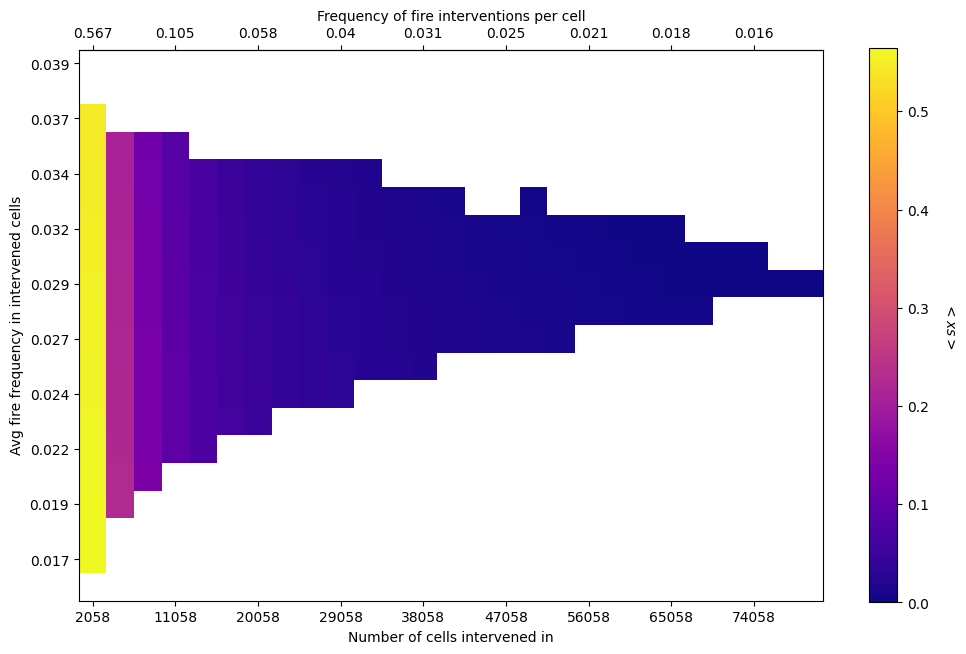 Frequency of fire interventions per cell
0.567 0.105 0.058 0.04 0.031 0.025 0.021 0.018 0.016
0.039
0.037
0.034
0.032
0.029
0.027
0.024
0.022
0.019
0.017
Avg fire frequency in intervened cells
2058 11058 20058 29058 38058 47058 56058 65058 74058
Number of cells intervened in
0.5
0.4
0.3
0.2
0.1
0.0
< sx >